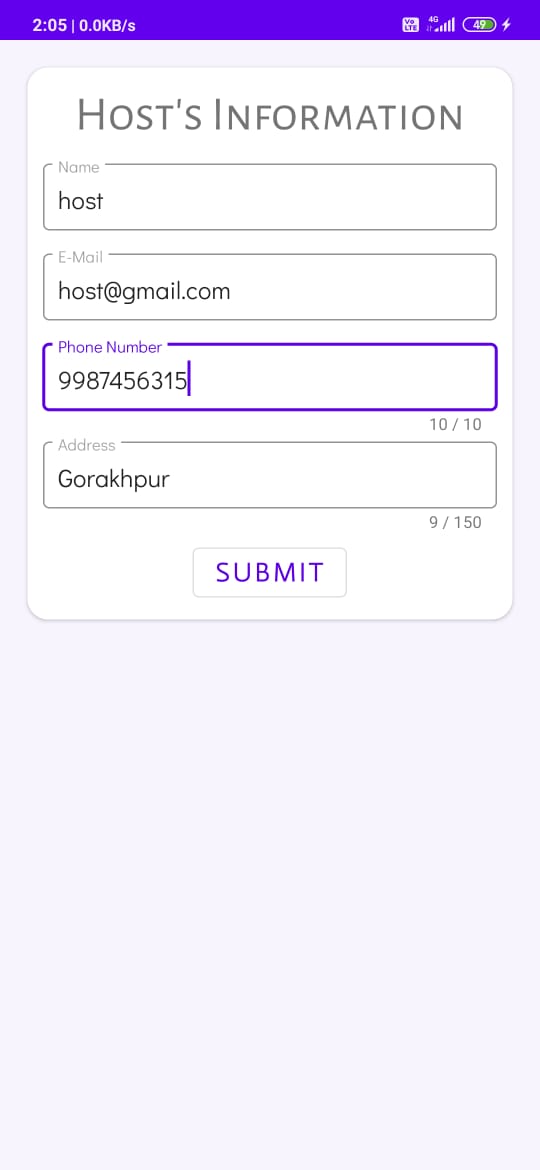 2:05 | 0.0KB/s Vo LTE 4G 49
Host's Information
Name
host
E-Mail
host@gmail.com
Phone Number
9987456315
10 / 10
Address
Gorakhpur
9 / 150
SUBMIT